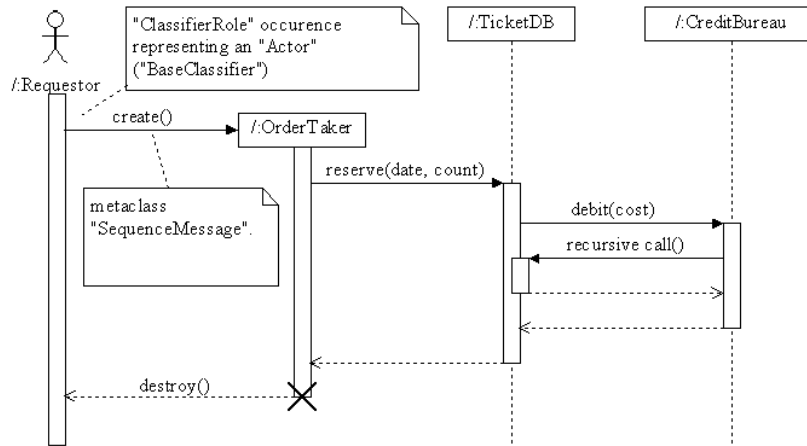 "ClassifierRole" occurence
representing an "Actor"
("BaseClassifier")
/:TicketDB
/:CreditBureau
/:Requestor
create()
/:OrderTaker
reserve(date, count)
metaclass
"SequenceMessage".
debit(cost)
recursive call()
destroy()